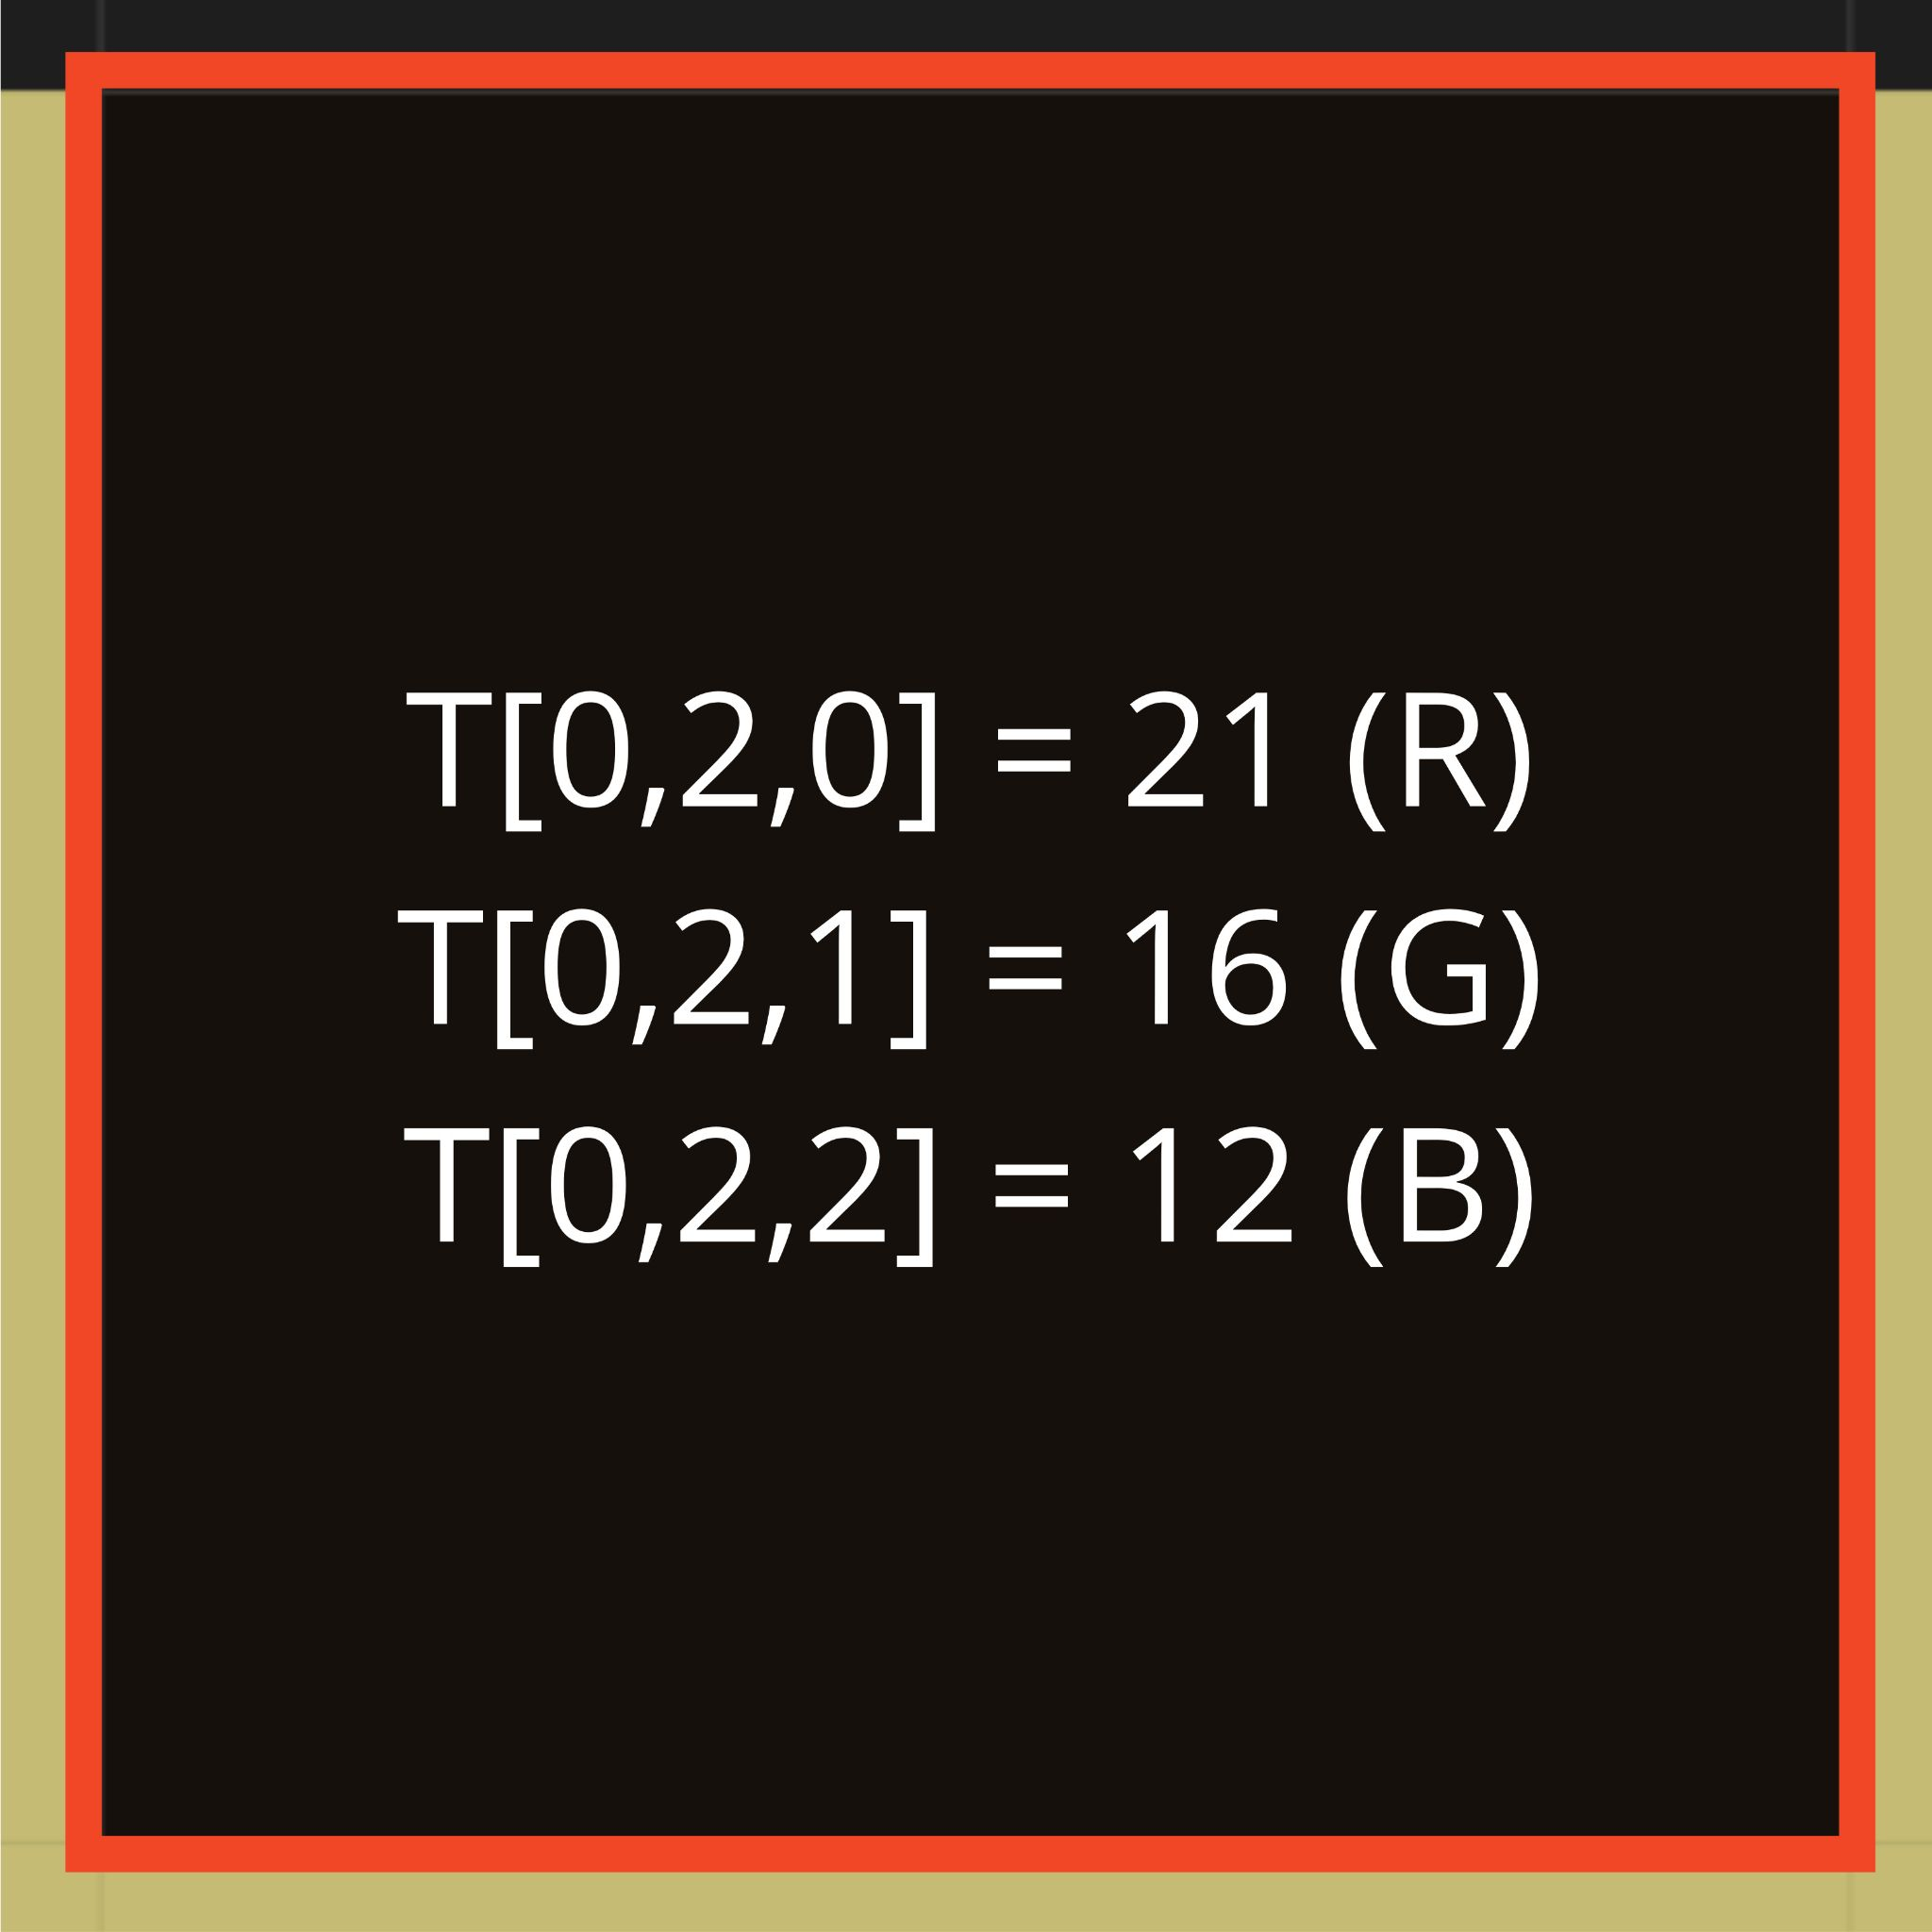 T[0,2,0] = 21 (R)
T[0,2,1] = 16 (G)
T[0,2,2] = 12 (B)